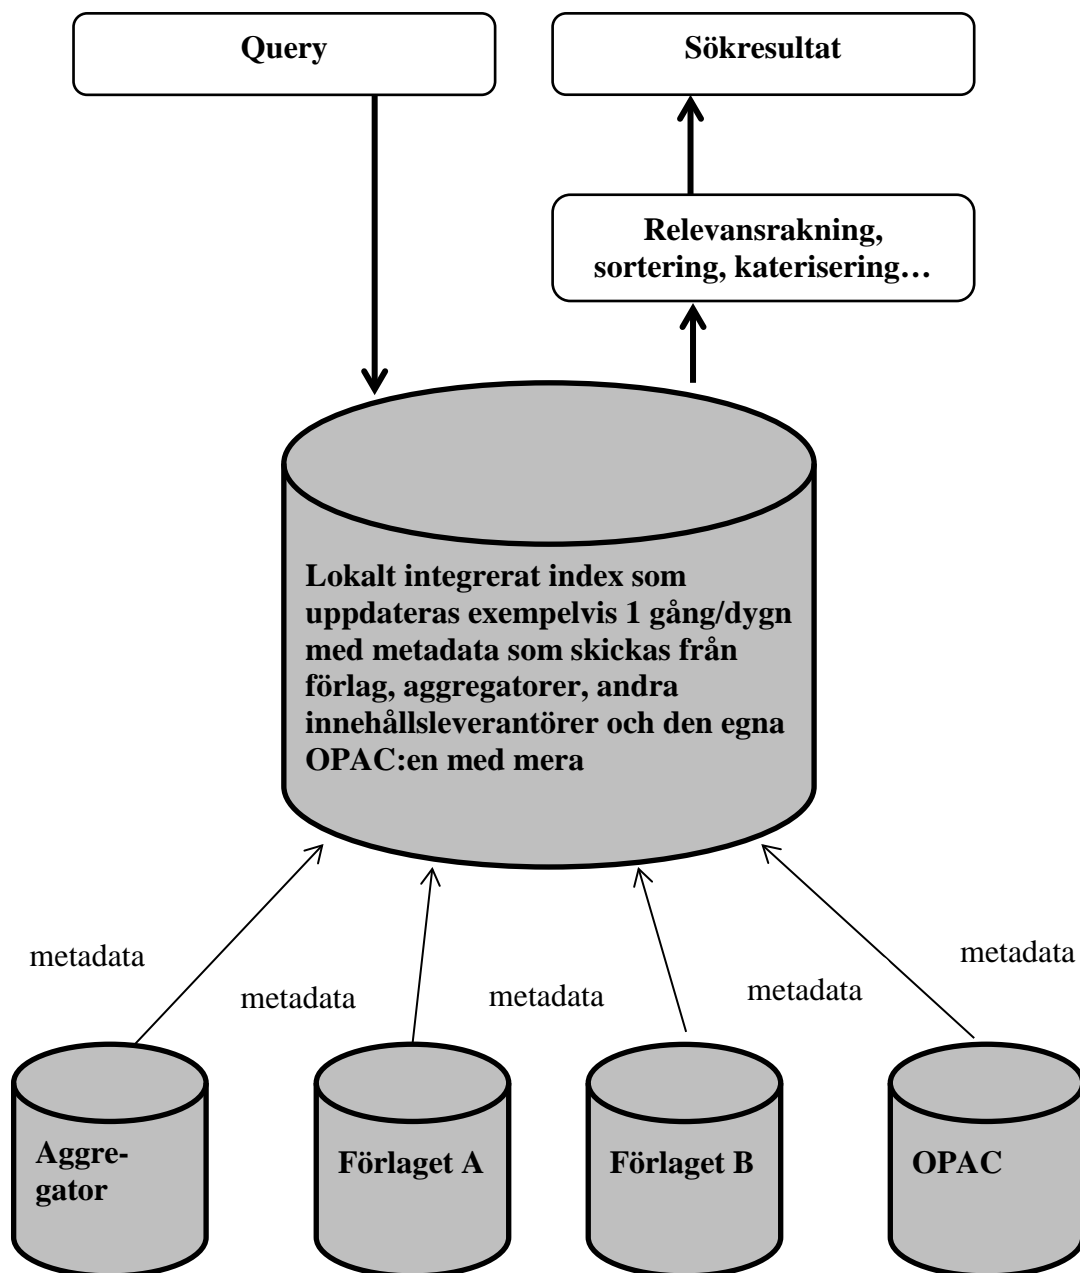 Query
Sökresultat
Relevansrakning,
sortering, katerisering…
Lokalt integrerat index som
uppdateras exempelvis 1 gång/dygn
med metadata som skickas från
förlag, aggregatorer, andra
innehållsleverantörer och den egna
OPAC:en med mera
metadata
metadata
metadata
metadata
metadata
Aggre-
gator
Förlaget A
Förlaget B
OPAC